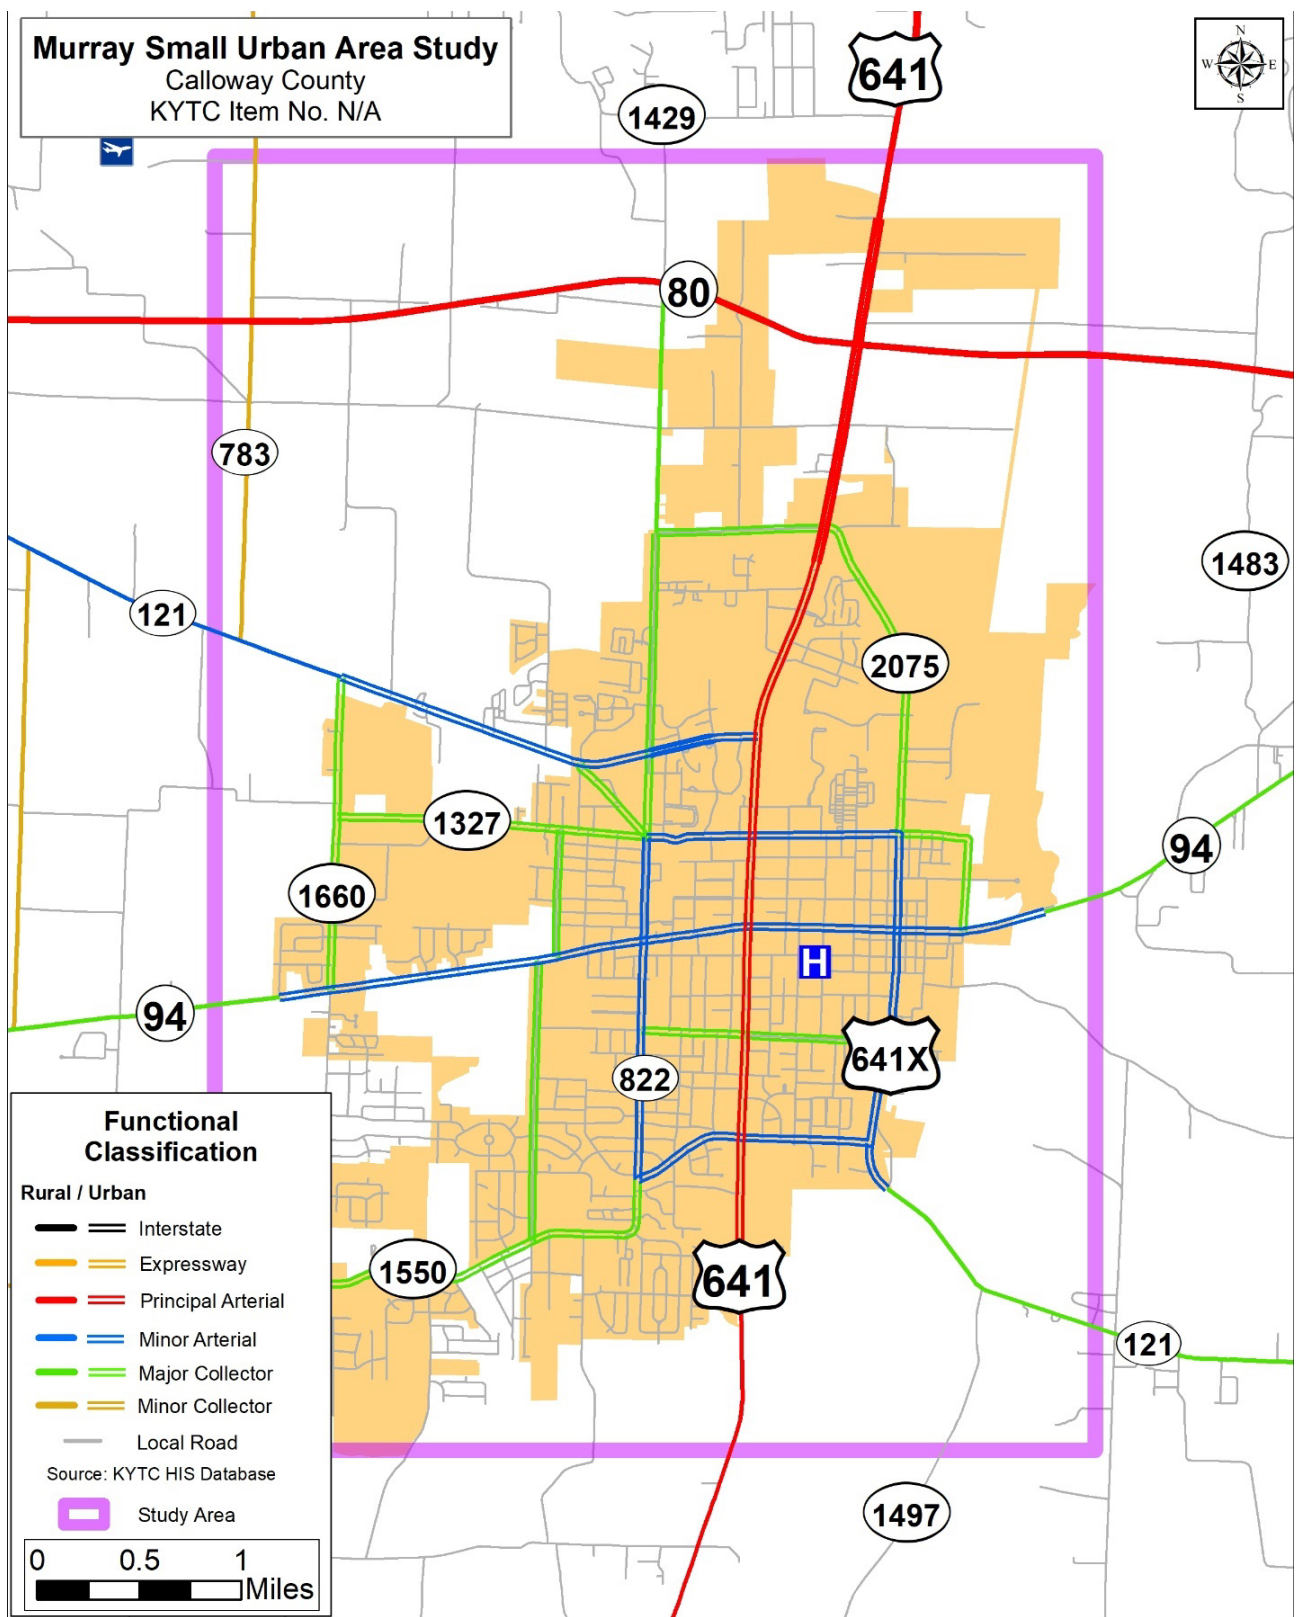 Murray Small Urban Area Study
Calloway County
KYTC Item No. N/A
641
N
W E
S
1429
80
783
1483
121
2075
1327
94
1660
H
94
641X
822
1550
641
121
1497
Functional
Classification
Rural / Urban
Interstate
Expressway
Principal Arterial
Minor Arterial
Major Collector
Minor Collector
Local Road
Source: KYTC HIS Database
Study Area
0 0.5 1
Miles